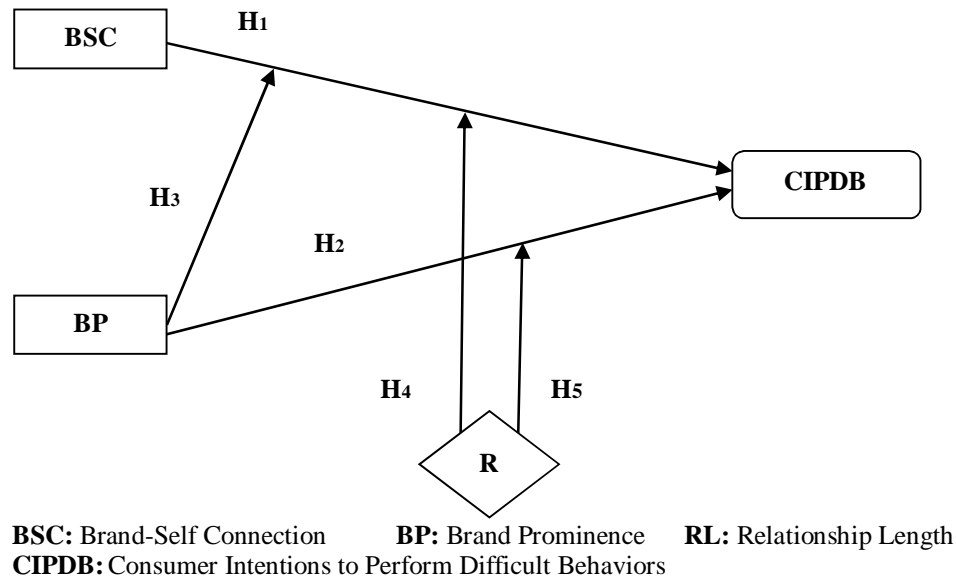 H1
BSC
CIPDB
H3
H2
BP
H4 H5
R
BSC: Brand-Self Connection BP: Brand Prominence RL: Relationship Length
CIPDB: Consumer Intentions to Perform Difficult Behaviors